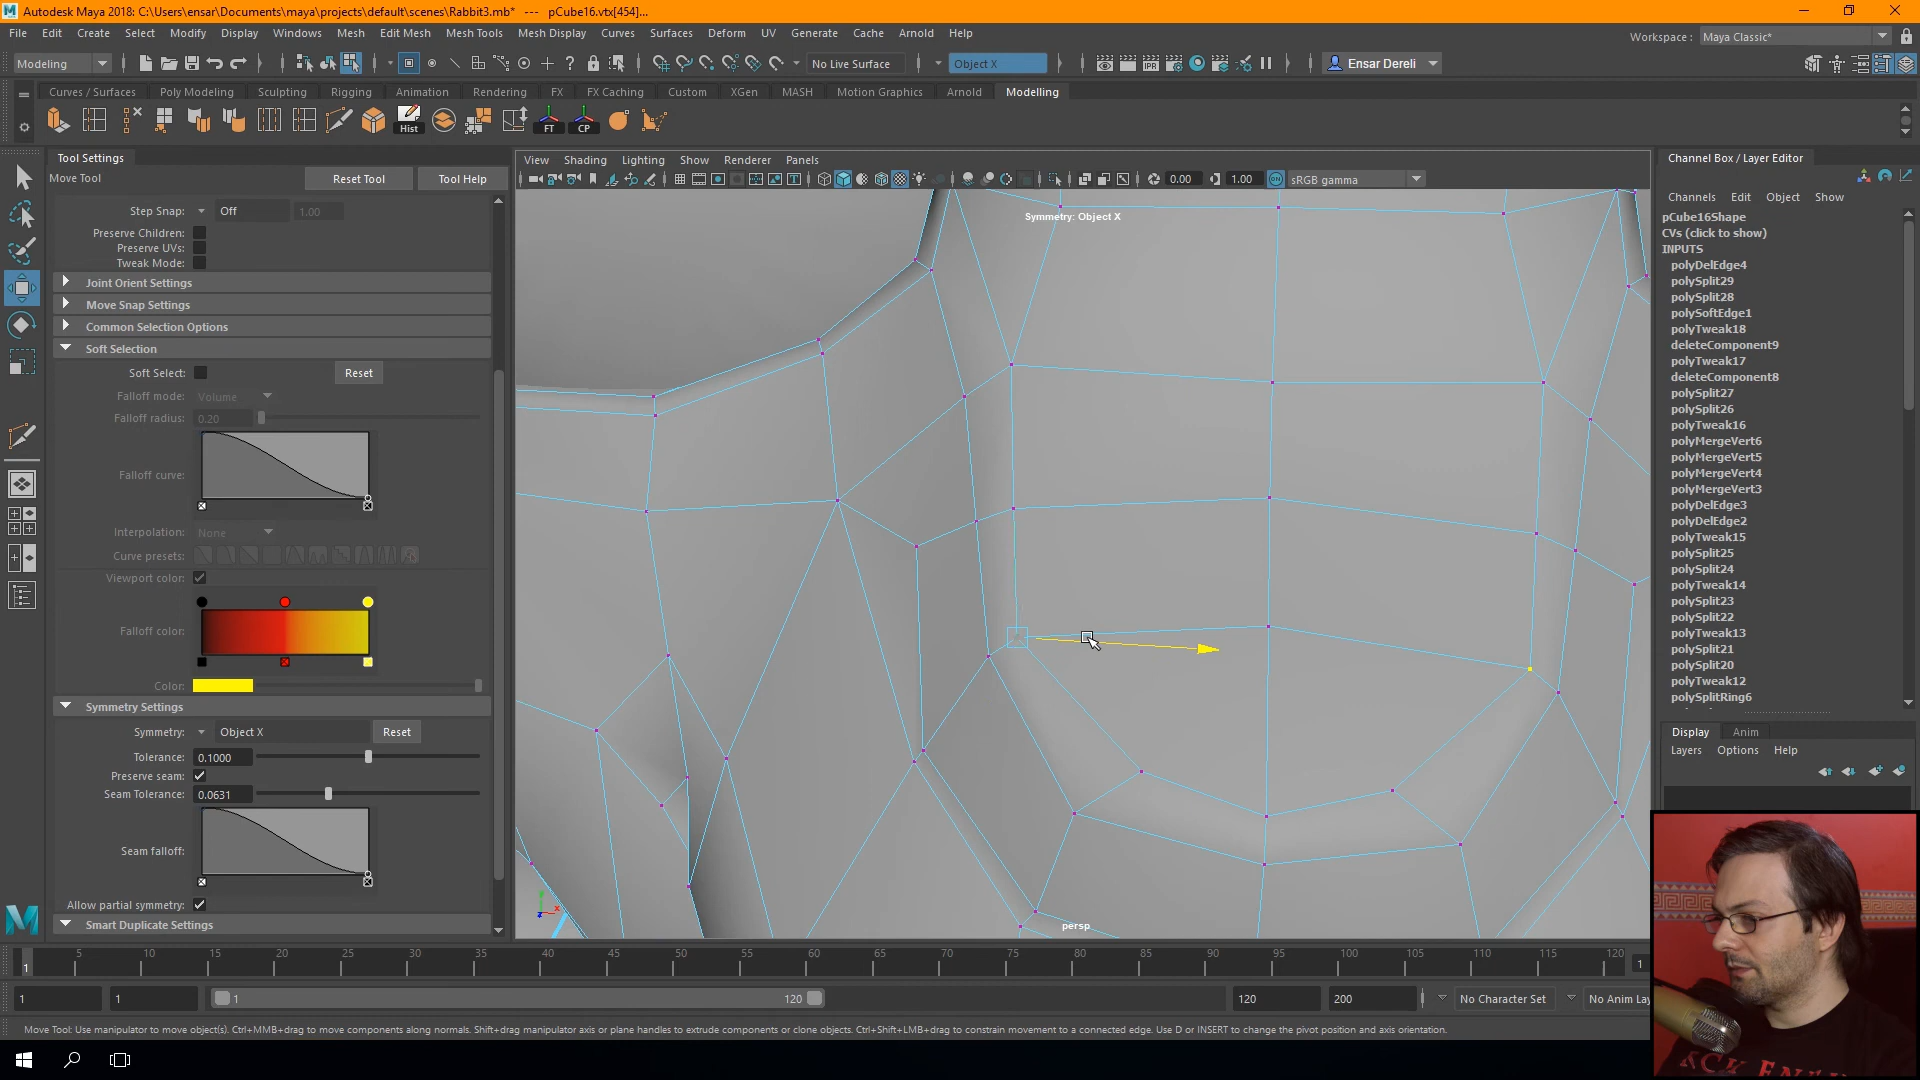 Autodesk Maya 2018: C:\Users\ensar\Documents\maya\projects\default\scenes\Rabbit3.mb* --- pCube16.vtx[454]...
File Edit Create Select Modify Display Windows Mesh Edit Mesh Mesh Tools Mesh Display Curves Surfaces Deform UV Generate Cache Arnold Help
Workspace : Maya Classic*
Modeling No Live Surface Object X Ensar Dereli
Curves / Surfaces Poly Modeling Sculpting Rigging Animation Rendering FX FX Caching Custom XGen MASH Motion Graphics Arnold Modelling
Hist FT CP
Tool Settings
Move Tool Reset Tool Tool Help
Step Snap: Off 1.00
Preserve Children:
Preserve UVs:
Tweak Mode:
Joint Orient Settings
Move Snap Settings
Common Selection Options
Soft Selection
Soft Select: Reset
Falloff mode: Volume
Falloff radius: 0.20
Falloff curve:
Interpolation: None
Curve presets:
Viewport color:
Falloff color:
Color:
Symmetry Settings
Symmetry: Object X Reset
Tolerance: 0.1000
Preserve seam:
Seam Tolerance: 0.0631
Seam falloff:
Allow partial symmetry:
Smart Duplicate Settings
View Shading Lighting Show Renderer Panels
0.00 1.00 sRGB gamma
Symmetry: Object X
persp
Channel Box / Layer Editor
Channels Edit Object Show
pCube16Shape
CVs (click to show)
INPUTS
polyDelEdge4
polySplit29
polySplit28
polySoftEdge1
polyTweak18
deleteComponent9
polyTweak17
deleteComponent8
polySplit27
polySplit26
polyTweak16
polyMergeVert6
polyMergeVert5
polyMergeVert4
polyMergeVert3
polyDelEdge3
polyDelEdge2
polyTweak15
polySplit25
polySplit24
polyTweak14
polySplit23
polySplit22
polyTweak13
polySplit21
polySplit20
polyTweak12
polySplitRing6
Display Anim
Layers Options Help
5 10 15 20 25 30 35 40 45 50 55 60 65 70 75 80 85 90 95 100 105 110 115 120
1 1
1 1 1 120 120 200 No Character Set No Anim Lay
Move Tool: Use manipulator to move object(s). Ctrl+MMB+drag to move components along normals. Shift+drag manipulator axis or plane handles to extrude components or clone objects. Ctrl+Shift+LMB+drag to constrain movement to a connected edge. Use D or INSERT to change the pivot position and axis orientation.